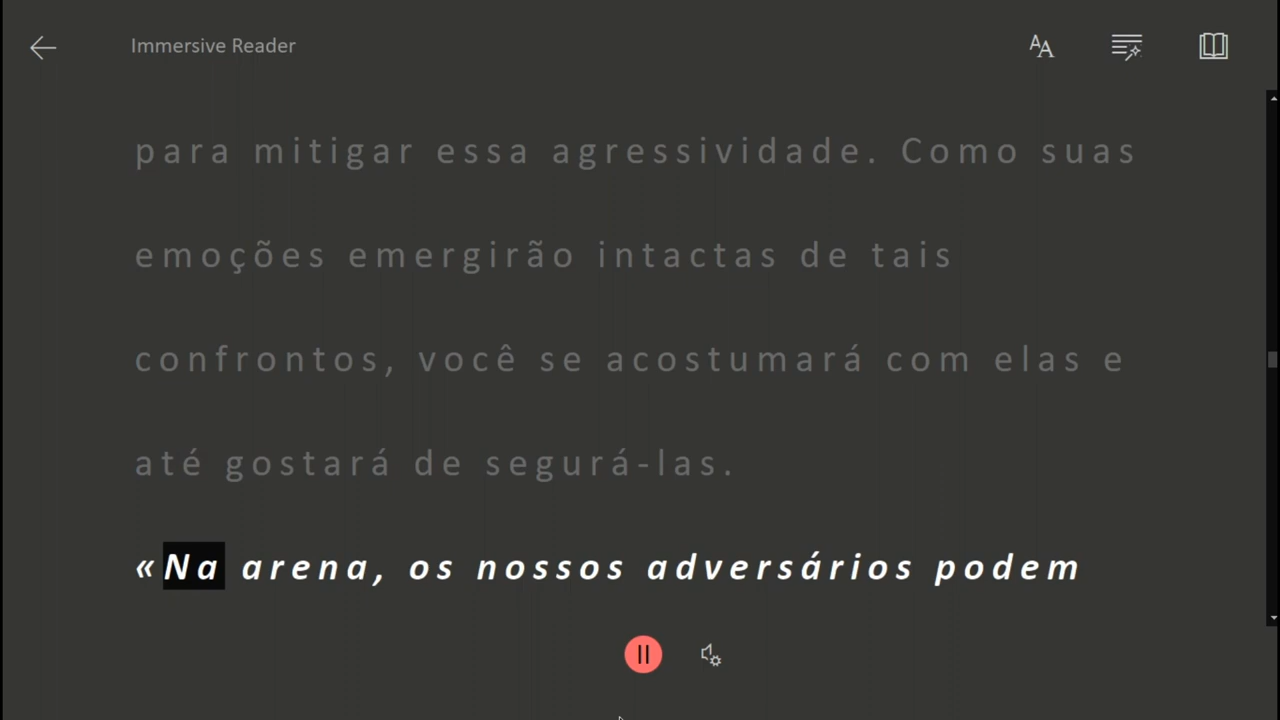 Immersive Reader
para mitigar essa agressividade. Como suas
emoções emergirão intactas de tais
confrontos, você se acostumará com elas e
até gostará de segurá-las.
«Na arena, os nossos adversários podem